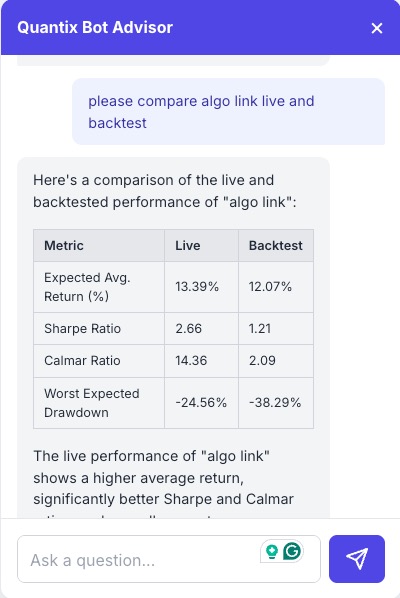 Quantix Bot Advisor
please compare algo link live and
backtest
Here's a comparison of the live and
backtested performance of "algo link":
Metric Live Backtest
Expected Avg.
Return (%) 13.39% 12.07%
Sharpe Ratio 2.66 1.21
Calmar Ratio 14.36 2.09
Worst Expected
Drawdown -24.56% -38.29%
The live performance of "algo link"
shows a higher average return,
significantly better Sharpe and Calmar
Ask a question...